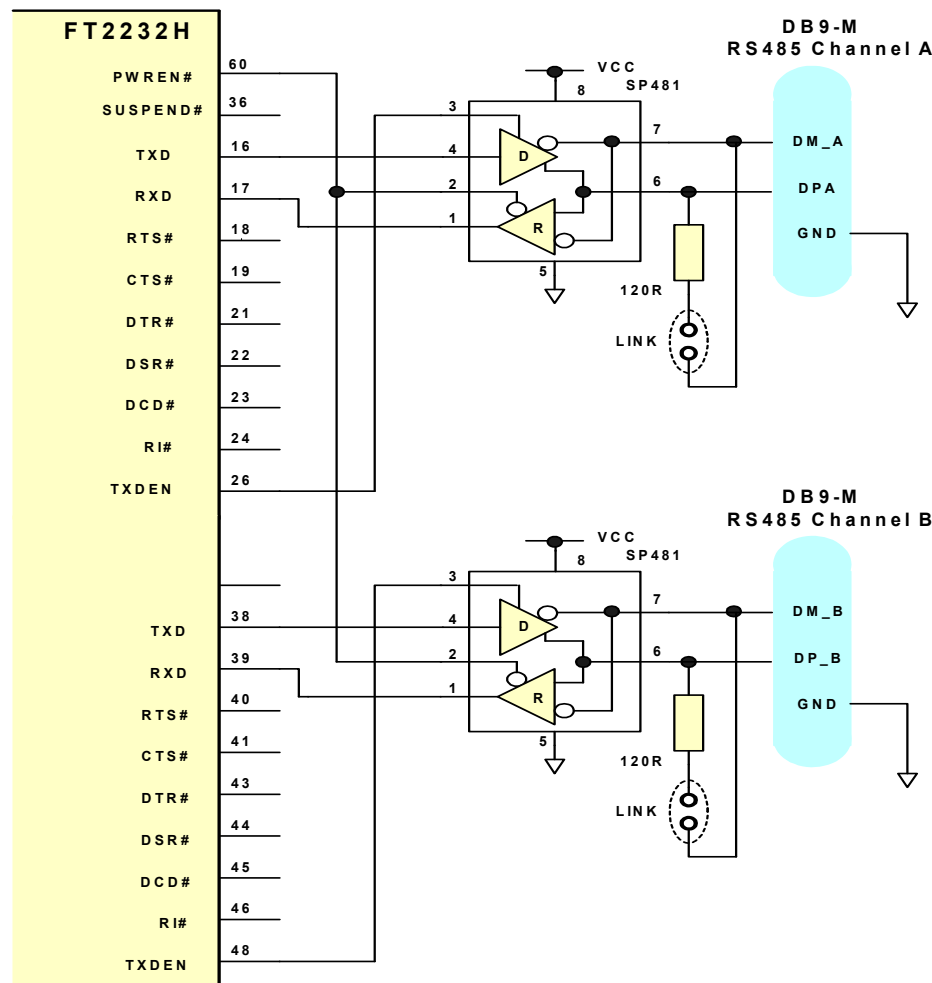 FT2232H
PWREN# 60
SUSPEND# 36
TXD 16
RXD 17
RTS# 18
CTS# 19
DTR# 21
DSR# 22
DCD# 23
RI# 24
TXDEN 26
TXD 38
RXD 39
RTS# 40
CTS# 41
DTR# 43
DSR# 44
DCD# 45
RI# 46
TXDEN 48
VCC
8 SP481
3
4 D
2
1 R
5
7
6
120R
LINK
DB9-M
RS485 Channel A
DM_A
DPA
GND
VCC
8 SP481
3
4 D
2
1 R
5
7
6
120R
LINK
DB9-M
RS485 Channel B
DM_B
DP_B
GND